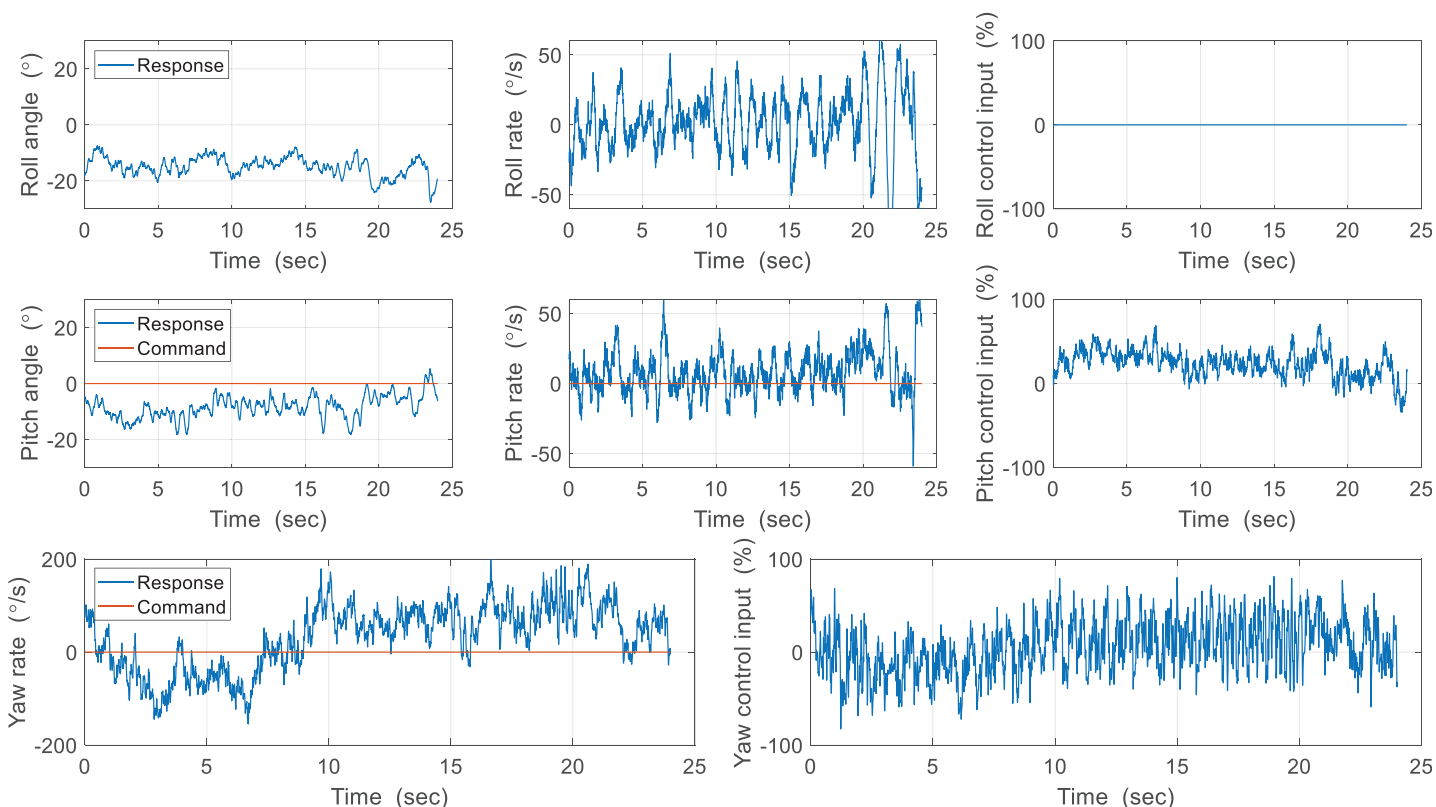 Roll angle (°)
20
0
-20
Response
0 5 10 15 20 25
Time (sec)
Roll rate (°/s)
50
0
-50
0 5 10 15 20 25
Time (sec)
Roll control input (%)
100
0
-100
0 5 10 15 20 25
Time (sec)
Pitch angle (°)
20
0
-20
Response
Command
0 5 10 15 20 25
Time (sec)
Pitch rate (°/s)
50
0
-50
0 5 10 15 20 25
Time (sec)
Pitch control input (%)
100
0
-100
0 5 10 15 20 25
Time (sec)
Yaw rate (°/s)
200
0
-200
Response
Command
0 5 10 15 20 25
Time (sec)
Yaw control input (%)
100
0
-100
0 5 10 15 20 25
Time (sec)